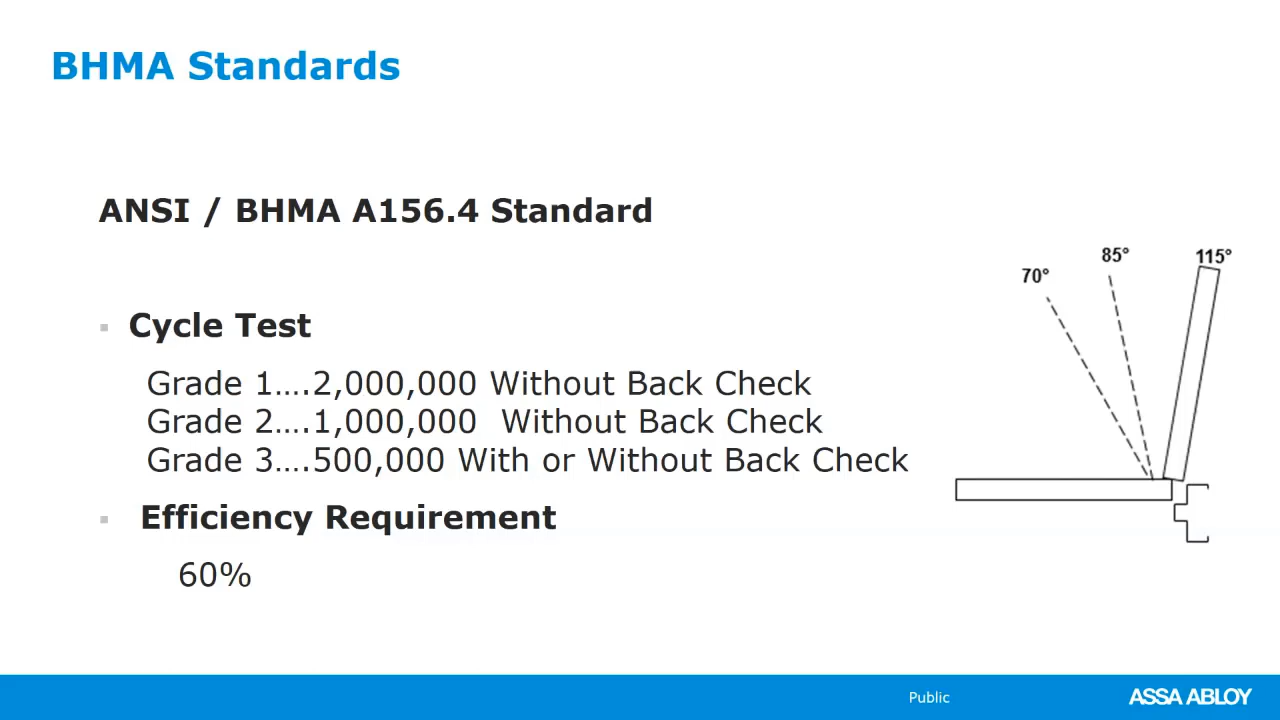 BHMA Standards
ANSI / BHMA A156.4 Standard
▪ Cycle Test
Grade 1….2,000,000 Without Back Check
Grade 2….1,000,000  Without Back Check
Grade 3….500,000 With or Without Back Check
▪ Efficiency Requirement
60%
70°
85°
115°
Public
ASSA ABLOY